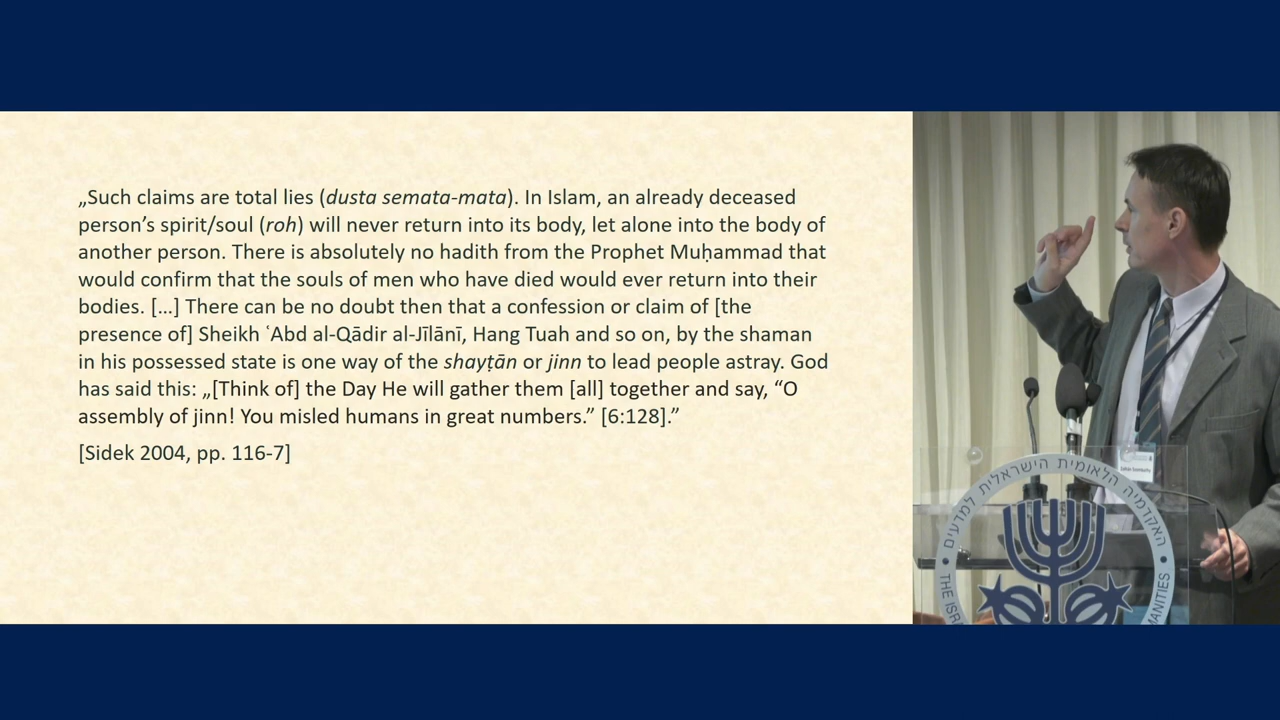 „Such claims are total lies (dusta semata-mata). In Islam, an already deceased
person’s spirit/soul (roh) will never return into its body, let alone into the body of
another person. There is absolutely no hadith from the Prophet Muḥammad that
would confirm that the souls of men who have died would ever return into their
bodies. […] There can be no doubt then that a confession or claim of [the
presence of] Sheikh ʿAbd al-Qādir al-Jīlānī, Hang Tuah and so on, by the shaman
in his possessed state is one way of the shayṭān or jinn to lead people astray. God
has said this: „[Think of] the Day He will gather them [all] together and say, “O
assembly of jinn! You misled humans in great numbers.” [6:128].”
[Sidek 2004, pp. 116-7]
האקדמיה הלאומית הישראלית למדעים
THE ISR
MANITIES